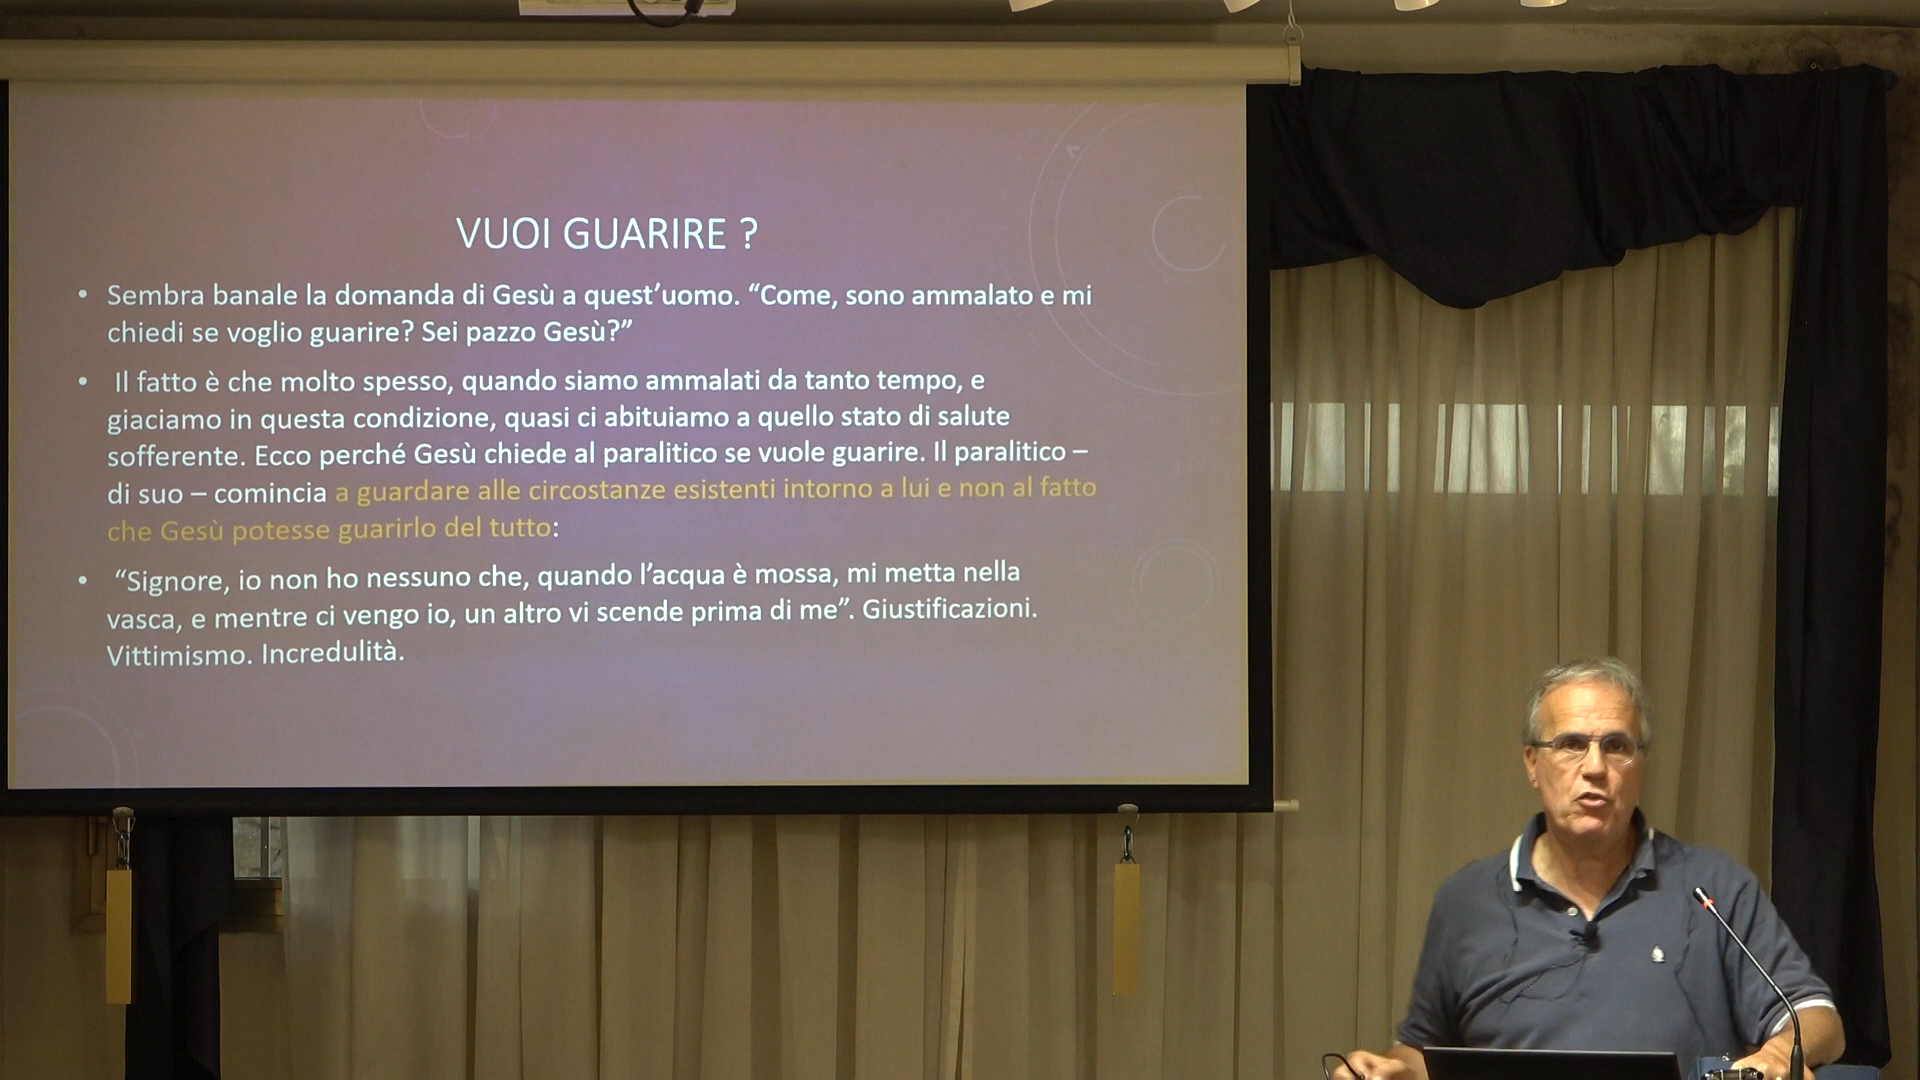 VUOI GUARIRE ?
• Sembra banale la domanda di Gesù a quest’uomo. “Come, sono ammalato e mi
chiedi se voglio guarire? Sei pazzo Gesù?”
• Il fatto è che molto spesso, quando siamo ammalati da tanto tempo, e
giaciamo in questa condizione, quasi ci abituiamo a quello stato di salute
sofferente. Ecco perché Gesù chiede al paralitico se vuole guarire. Il paralitico –
di suo – comincia a guardare alle circostanze esistenti intorno a lui e non al fatto
che Gesù potesse guarirlo del tutto:
• “Signore, io non ho nessuno che, quando l’acqua è mossa, mi metta nella
vasca, e mentre ci vengo io, un altro vi scende prima di me”. Giustificazioni.
Vittimismo. Incredulità.